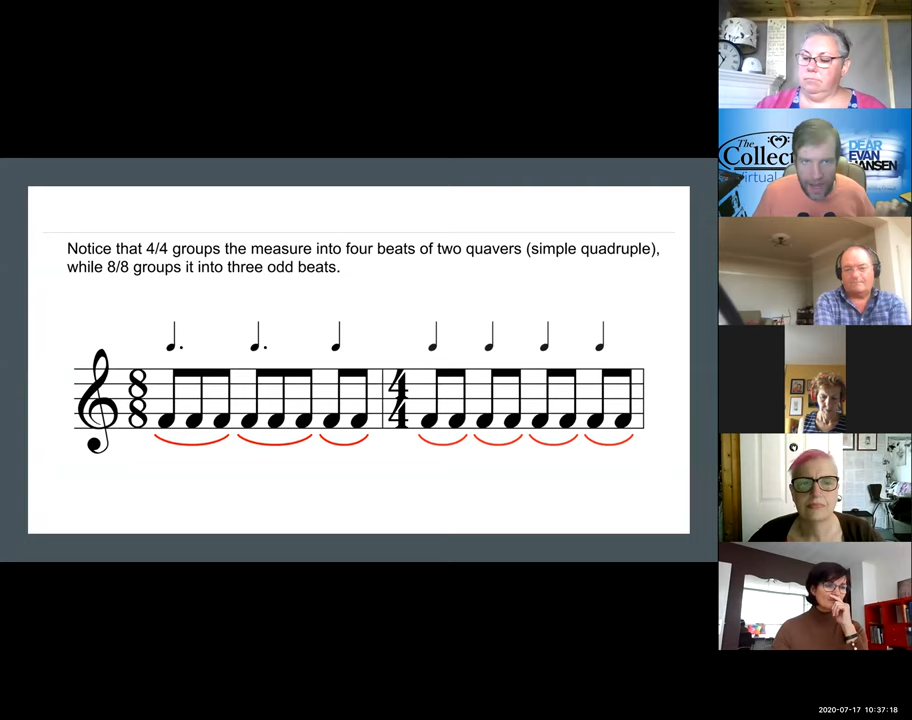 Notice that 4/4 groups the measure into four beats of two quavers (simple quadruple),
while 8/8 groups it into three odd beats.
8
8
4
4
The
Collect
Virtual
DEAR
EVAN
HANSEN
2020-07-17 10:37:18